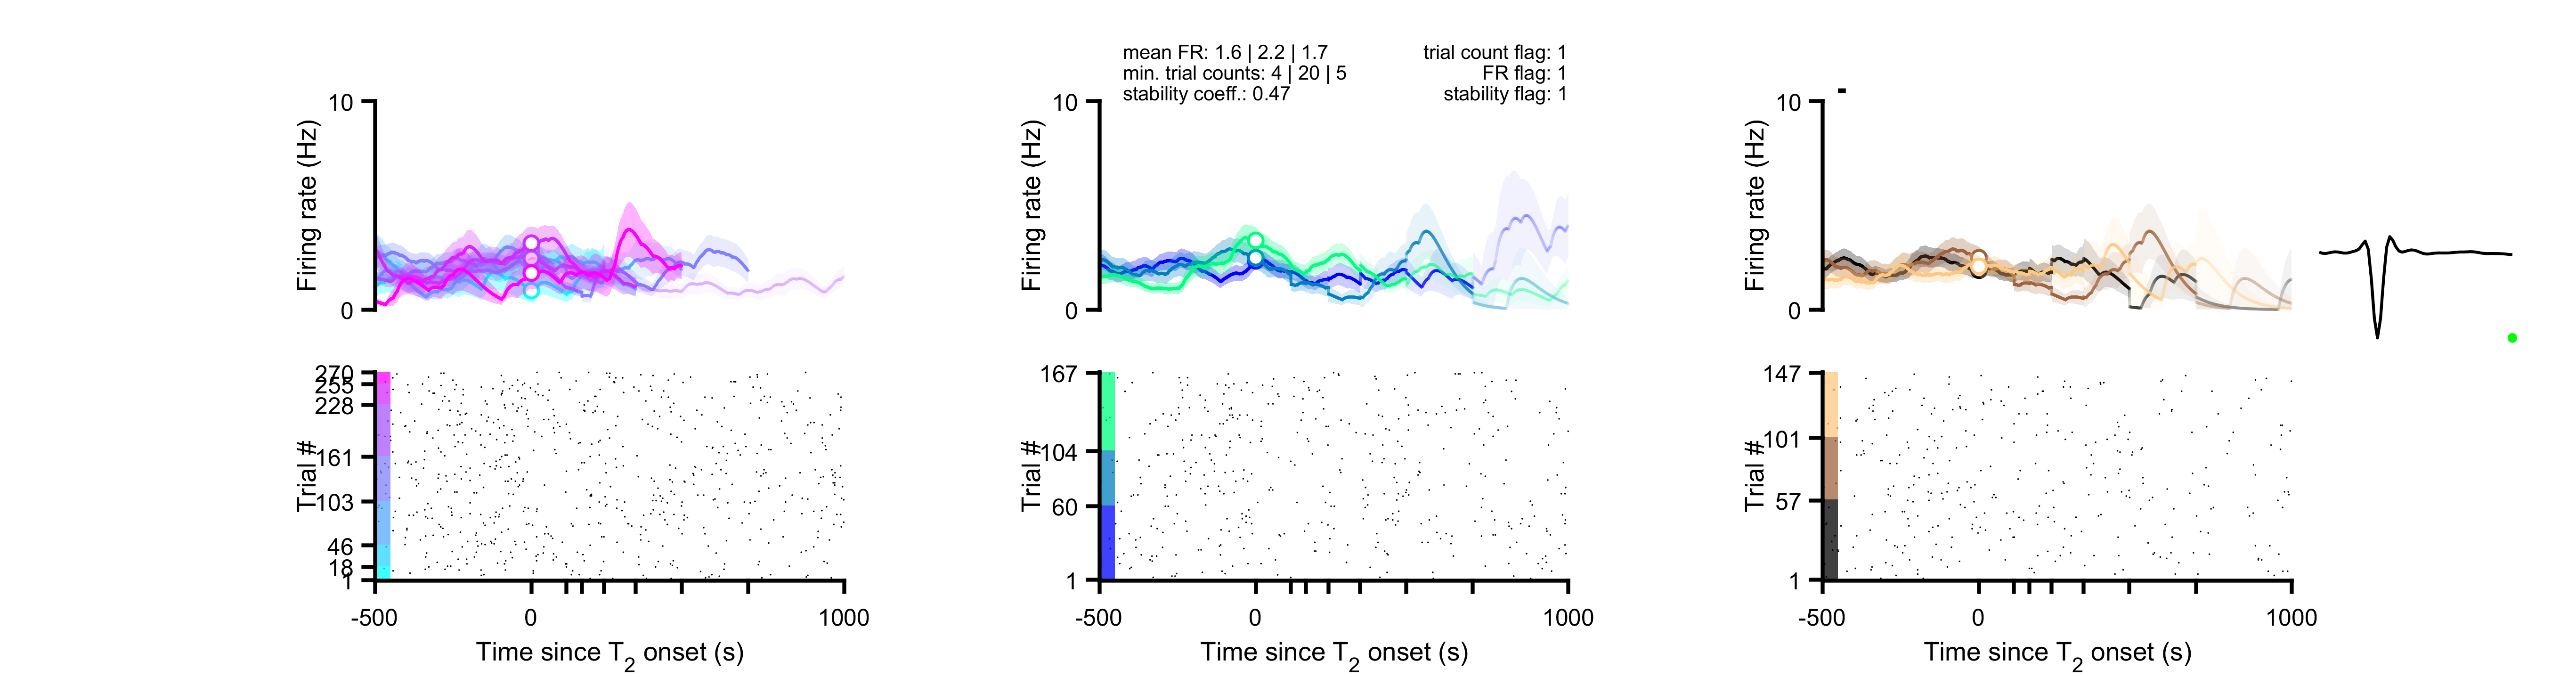 mean FR: 1.6 | 2.2 | 1.7
min. trial counts: 4 | 20 | 5
stability coeff.: 0.47
trial count flag: 1
FR flag: 1
stability flag: 1
10
Firing rate (Hz)
0
10
Firing rate (Hz)
0
10
Firing rate (Hz)
0
270
255
228
161
103
46
18
1
Trial #
-500
0
1000
Time since T2 onset (s)
167
104
60
1
Trial #
-500
0
1000
Time since T2 onset (s)
147
101
57
1
Trial #
-500
0
1000
Time since T2 onset (s)